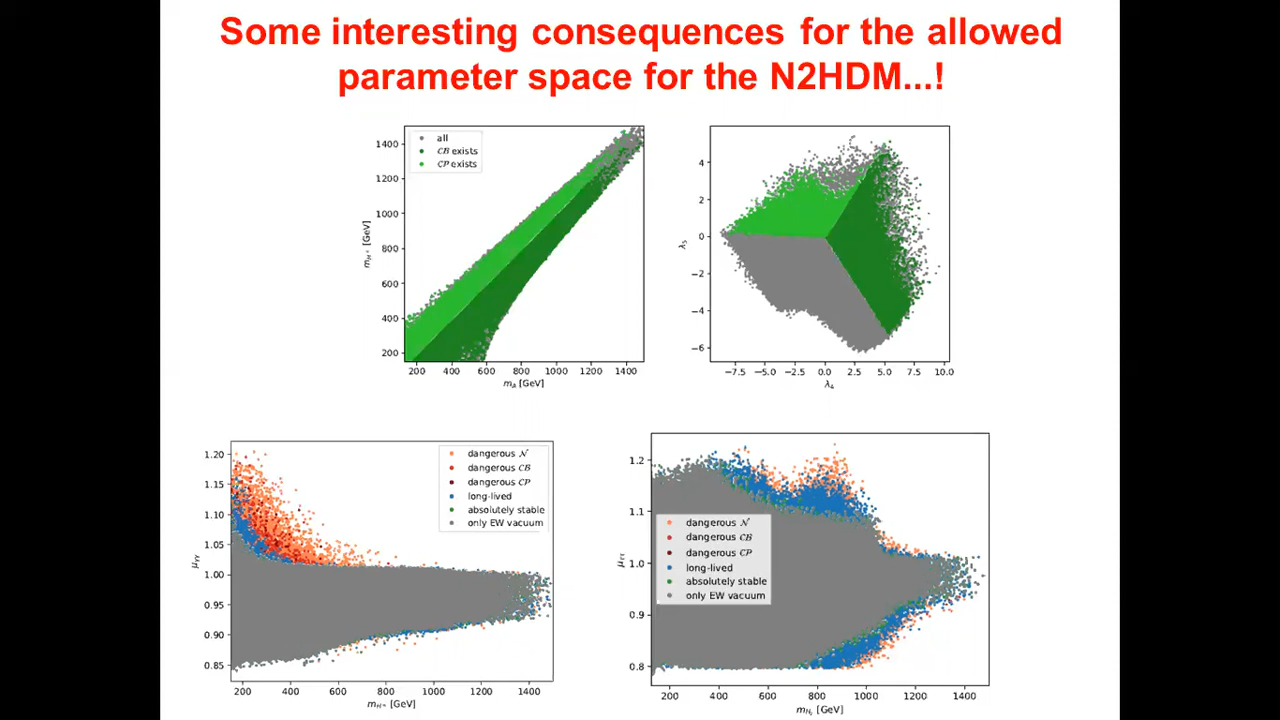 Some interesting consequences for the allowed
parameter space for the N2HDM...!
all
CB exists
CP exists
1400
1200
1000
800
600
400
200
200 400 600 800 1000 1200 1400
m_A [GeV]
m_H+ [GeV]
4
2
0
−2
−4
−6
−7.5 −5.0 −2.5 0.0 2.5 5.0 7.5 10.0
λ4
λ5
dangerous N
dangerous CB
dangerous CP
long-lived
absolutely stable
only EW vacuum
1.20
1.15
1.10
1.05
1.00
0.95
0.90
0.85
200 400 600 800 1000 1200 1400
m_H+ [GeV]
μγγ
dangerous N
dangerous CB
dangerous CP
long-lived
absolutely stable
only EW vacuum
1.2
1.1
1.0
0.9
0.8
200 400 600 800 1000 1200 1400
[GeV]